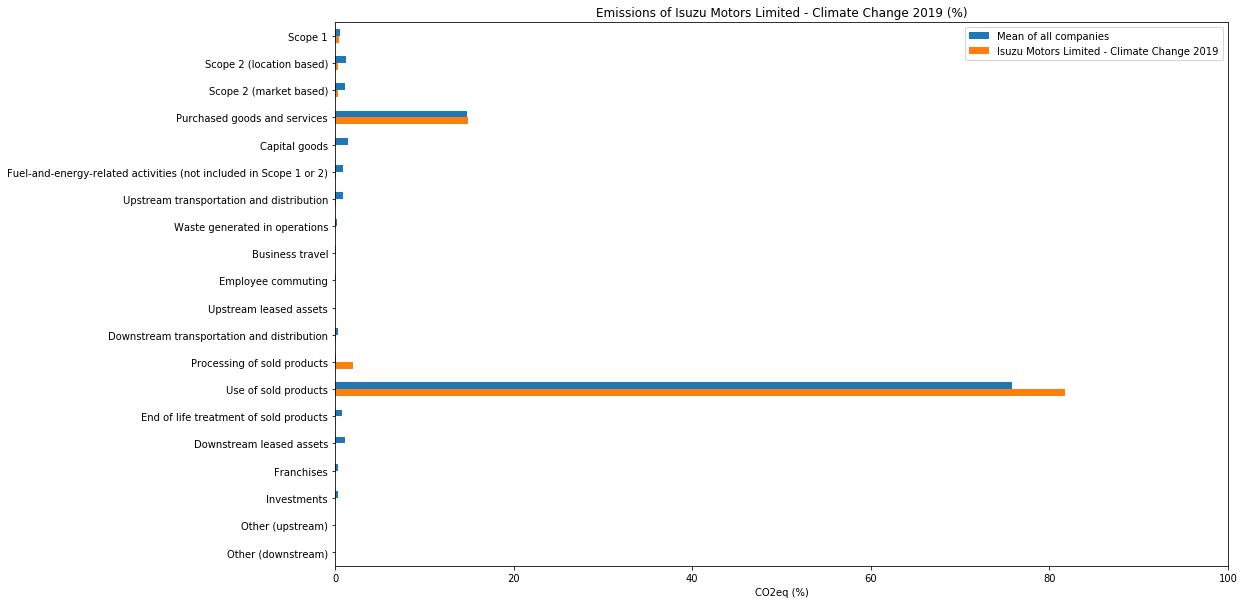 Emissions of Isuzu Motors Limited - Climate Change 2019 (%)
Mean of all companies
Isuzu Motors Limited - Climate Change 2019
Scope 1
Scope 2 (location based)
Scope 2 (market based)
Purchased goods and services
Capital goods
Fuel-and-energy-related activities (not included in Scope 1 or 2)
Upstream transportation and distribution
Waste generated in operations
Business travel
Employee commuting
Upstream leased assets
Downstream transportation and distribution
Processing of sold products
Use of sold products
End of life treatment of sold products
Downstream leased assets
Franchises
Investments
Other (upstream)
Other (downstream)
0 20 40 60 80 100
CO2eq (%)